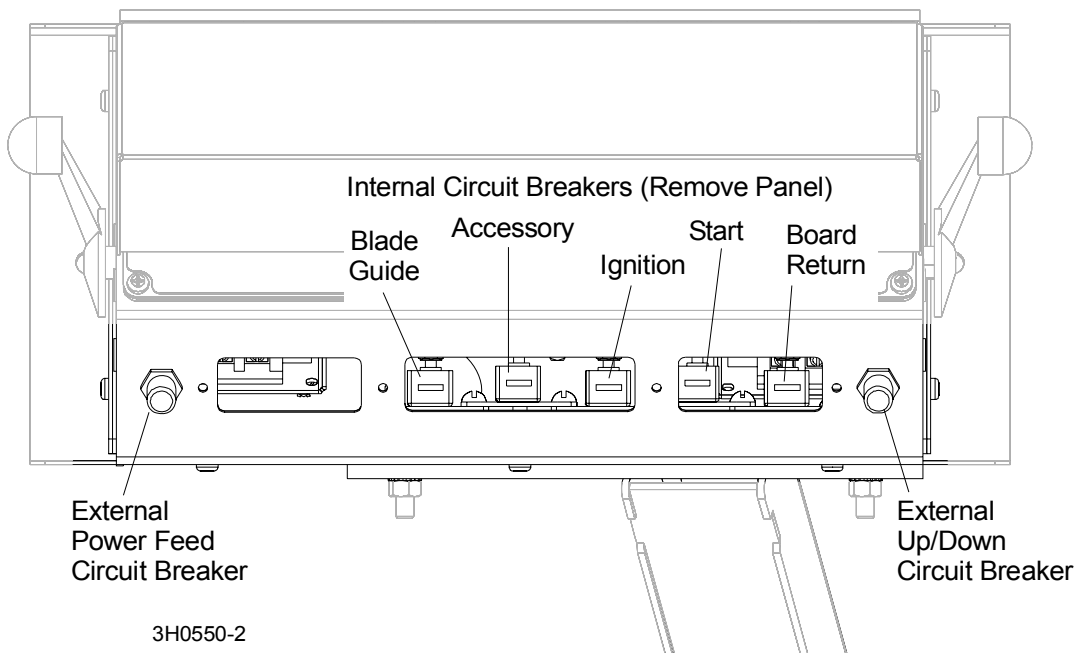 Internal Circuit Breakers (Remove Panel)
Blade
Guide
Accessory
Ignition
Start
Board
Return
External
Power Feed
Circuit Breaker
External
Up/Down
Circuit Breaker
3H0550-2